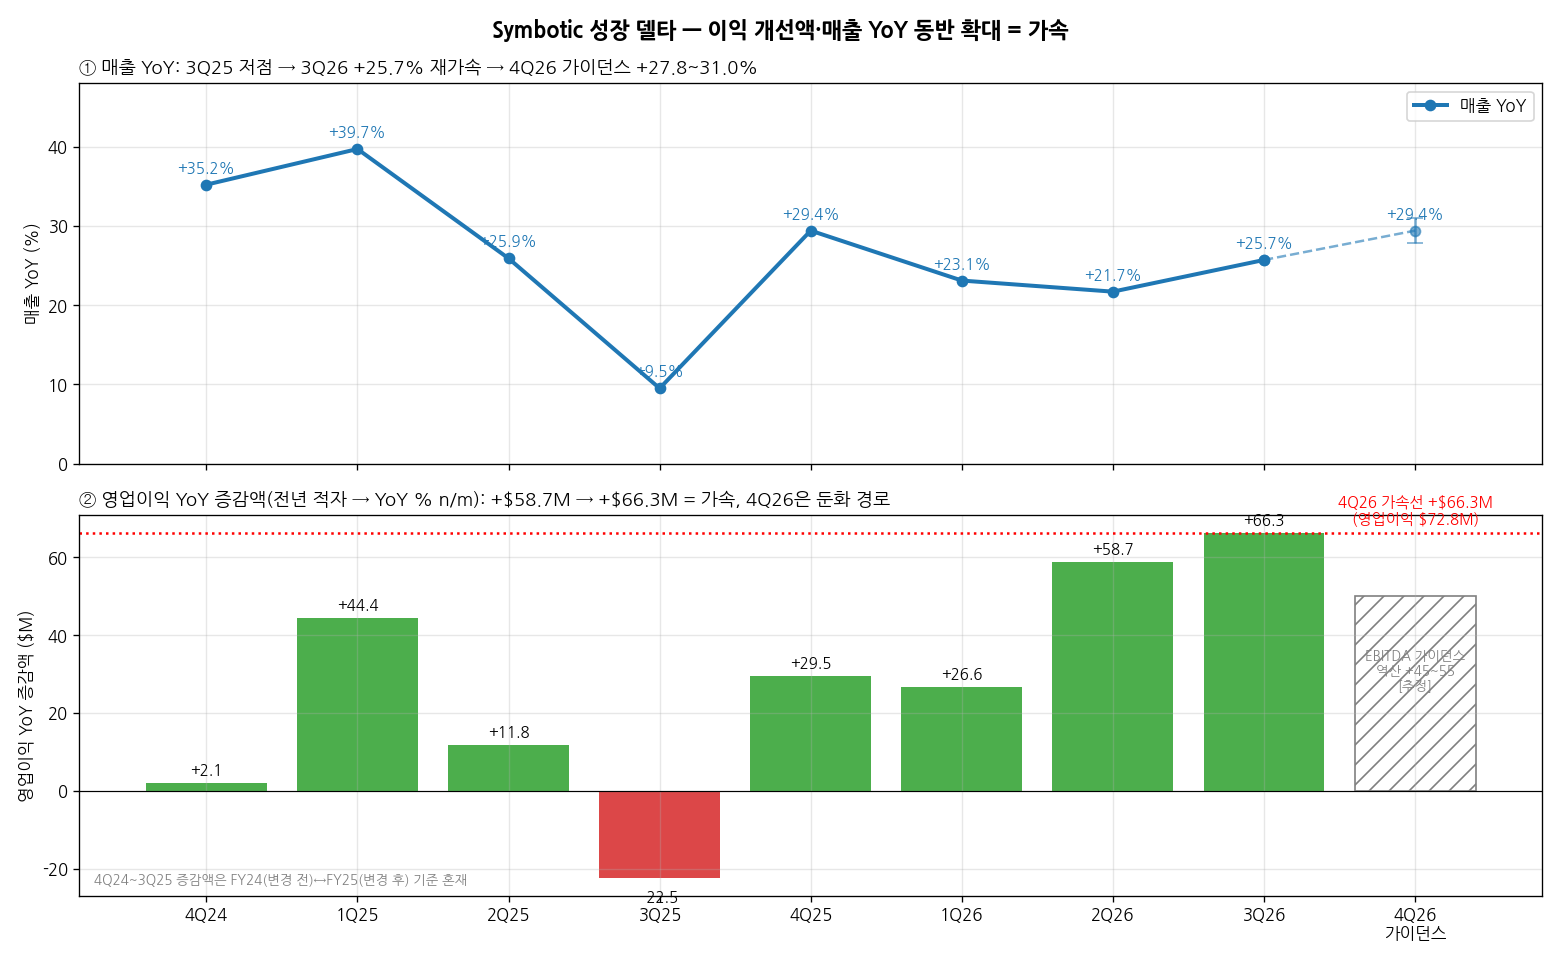 Symbotic 성장 델타 — 이익 개선액·매출 YoY 동반 확대 = 가속
① 매출 YoY: 3Q25 저점 → 3Q26 +25.7% 재가속 → 4Q26 가이던스 +27.8~31.0%
매출 YoY
매출 YoY (%)
40
30
20
10
0
+35.2%
+39.7%
+25.9%
+9.5%
+29.4%
+23.1%
+21.7%
+25.7%
+29.4%
② 영업이익 YoY 증감액(전년 적자 → YoY % n/m): +$58.7M → +$66.3M = 가속, 4Q26은 둔화 경로
4Q26 가속선 +$66.3M
(영업이익 $72.8M)
영업이익 YoY 증감액 ($M)
60
40
20
0
-20
+2.1
+44.4
+11.8
-22.5
+29.5
+26.6
+58.7
+66.3
EBITDA 가이던스
역산 +45~55
[추정]
4Q24~3Q25 증감액은 FY24(변경 전)↔FY25(변경 후) 기준 혼재
4Q24
1Q25
2Q25
3Q25
4Q25
1Q26
2Q26
3Q26
4Q26
가이던스